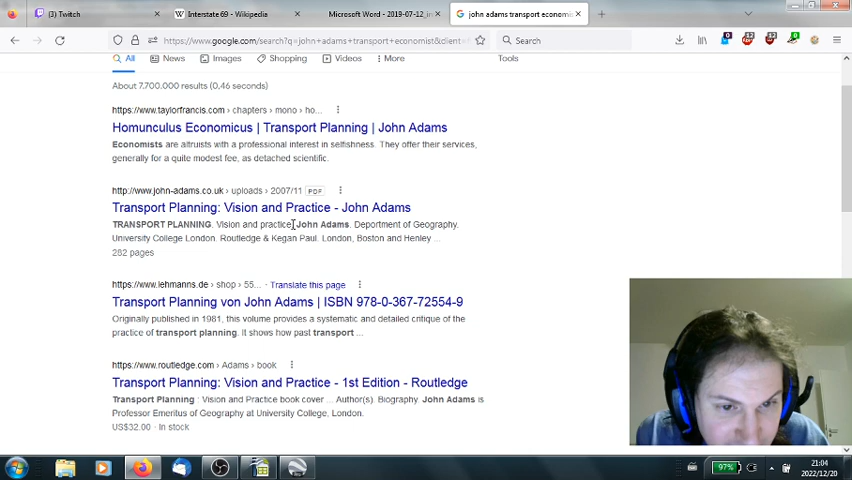 (3) Twitch
Interstate 69 - Wikipedia
Microsoft Word - 2019-07-12_in
john adams transport economis
https://www.google.com/search?q=john+adams+transport+economist&client=
Search
All
News
Images
Shopping
Videos
More
Tools
About 7.700.000 results (0,46 seconds)
https://www.taylorfrancis.com › chapters › mono › ho...
Homunculus Economicus | Transport Planning | John Adams
Economists are altruists with a professional interest in selfishness. They offer their services,
generally for a quite modest fee, as detached scientific.
http://www.john-adams.co.uk › uploads › 2007/11 PDF
Transport Planning: Vision and Practice - John Adams
TRANSPORT PLANNING. Vision and practice. John Adams. Department of Geography.
University College London. Routledge & Kegan Paul. London, Boston and Henley ...
282 pages
https://www.lehmanns.de › shop › 55... · Translate this page
Transport Planning von John Adams | ISBN 978-0-367-72554-9
Originally published in 1981, this volume provides a systematic and detailed critique of the
practice of transport planning. It shows how past transport ...
https://www.routledge.com › Adams › book
Transport Planning: Vision and Practice - 1st Edition - Routledge
Transport Planning : Vision and Practice book cover ... Author(s). Biography. John Adams is
Professor Emeritus of Geography at University College, London.
US$32.00 · In stock
97%
21:04
2022/12/20